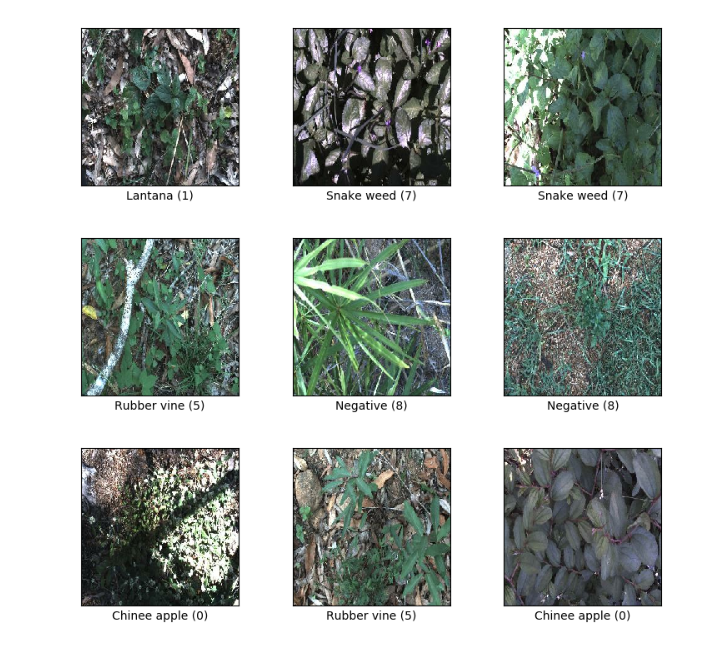 Lantana (1)
Snake weed (7)
Snake weed (7)
Rubber vine (5)
Negative (8)
Negative (8)
Chinee apple (0)
Rubber vine (5)
Chinee apple (0)